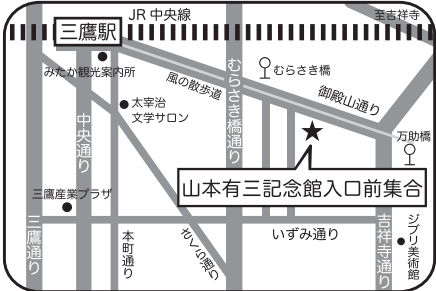 JR 中央線
至吉祥寺
三鷹駅
みたか観光案内所
風の散歩道
むらさき橋通り
むらさき橋
御殿山通り
太宰治
文学サロン
中央通り
万助橋
山本有三記念館入口前集合
三鷹産業プラザ
三鷹通り
本町通り
さくら通り
いずみ通り
吉祥寺通り
ジブリ美術館